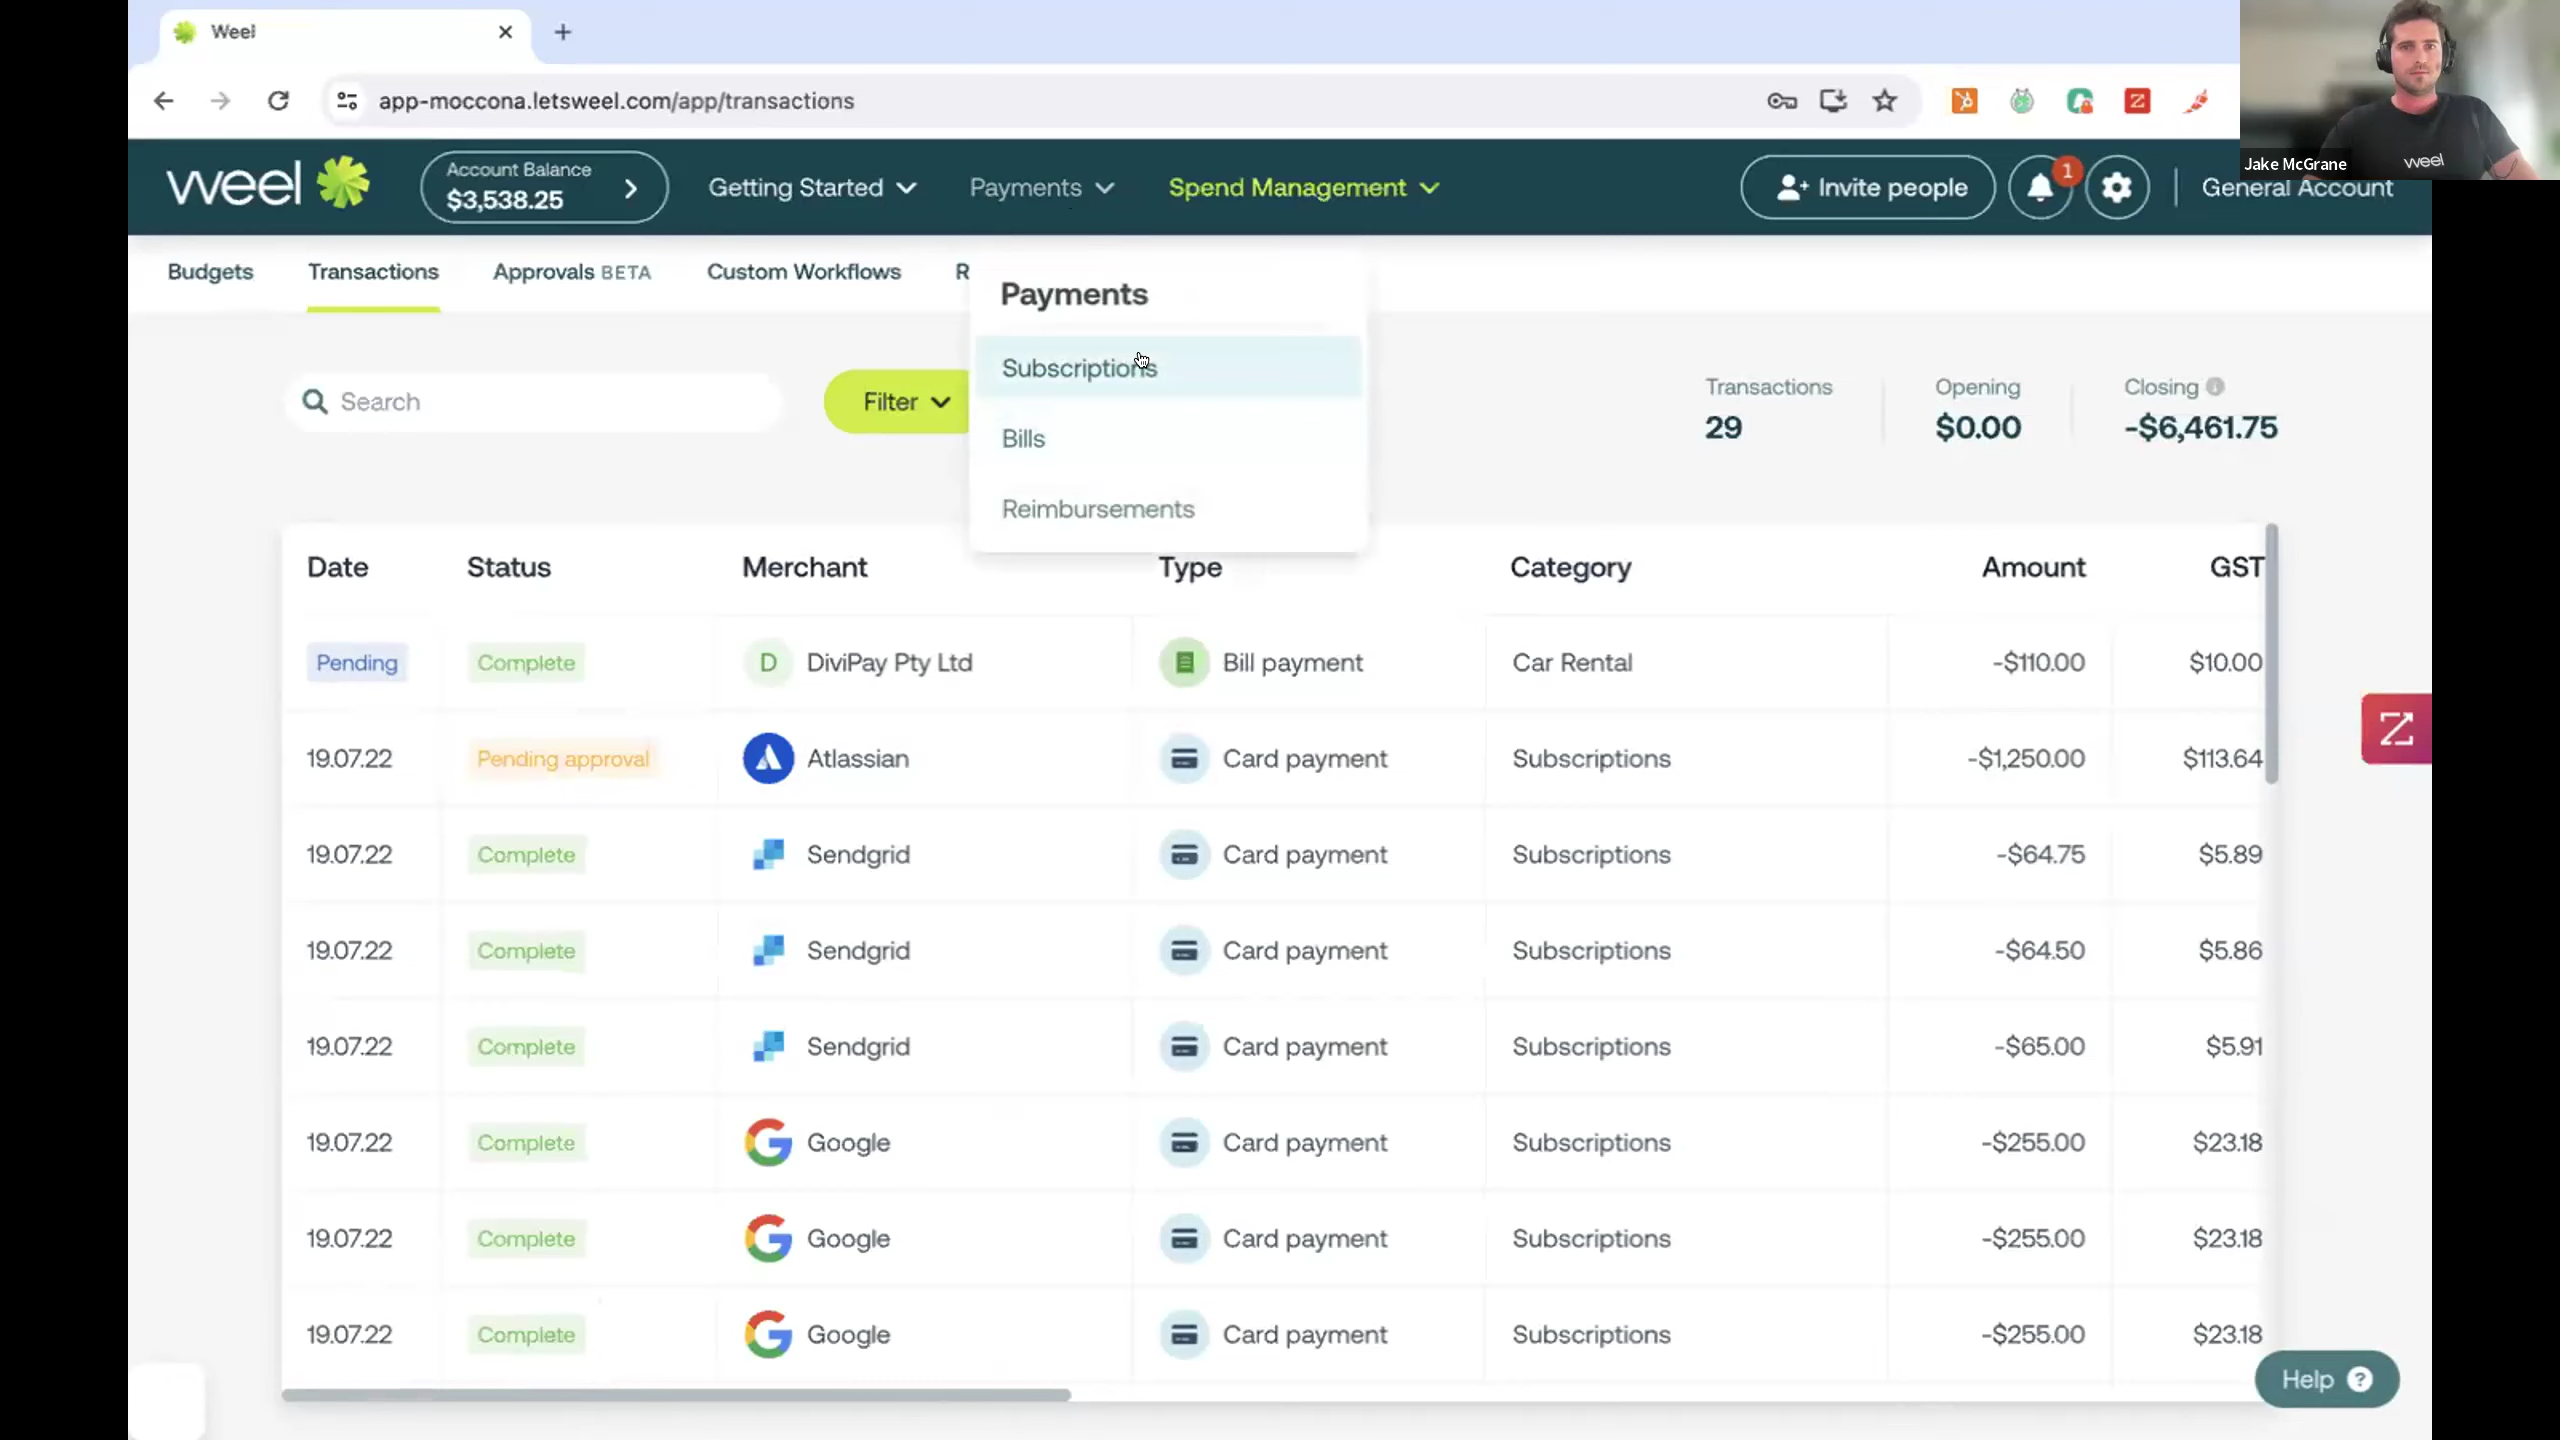 Weel
app-moccona.letsweel.com/app/transactions
Jake McGrane
weel
weel
Account Balance
$3,538.25
Getting Started
Payments
Spend Management
Invite people
1
General Account
Budgets
Transactions
Approvals BETA
Custom Workflows
R
Payments
Subscriptions
Bills
Reimbursements
Search
Filter
Transactions
29
Opening
$0.00
Closing
-$6,461.75
Date Status Merchant Type Category Amount GST
Pending Complete D DiviPay Pty Ltd Bill payment Car Rental -$110.00 $10.00
19.07.22 Pending approval Atlassian Card payment Subscriptions -$1,250.00 $113.64
19.07.22 Complete Sendgrid Card payment Subscriptions -$64.75 $5.89
19.07.22 Complete Sendgrid Card payment Subscriptions -$64.50 $5.86
19.07.22 Complete Sendgrid Card payment Subscriptions -$65.00 $5.91
19.07.22 Complete Google Card payment Subscriptions -$255.00 $23.18
19.07.22 Complete Google Card payment Subscriptions -$255.00 $23.18
19.07.22 Complete Google Card payment Subscriptions -$255.00 $23.18
Help ?